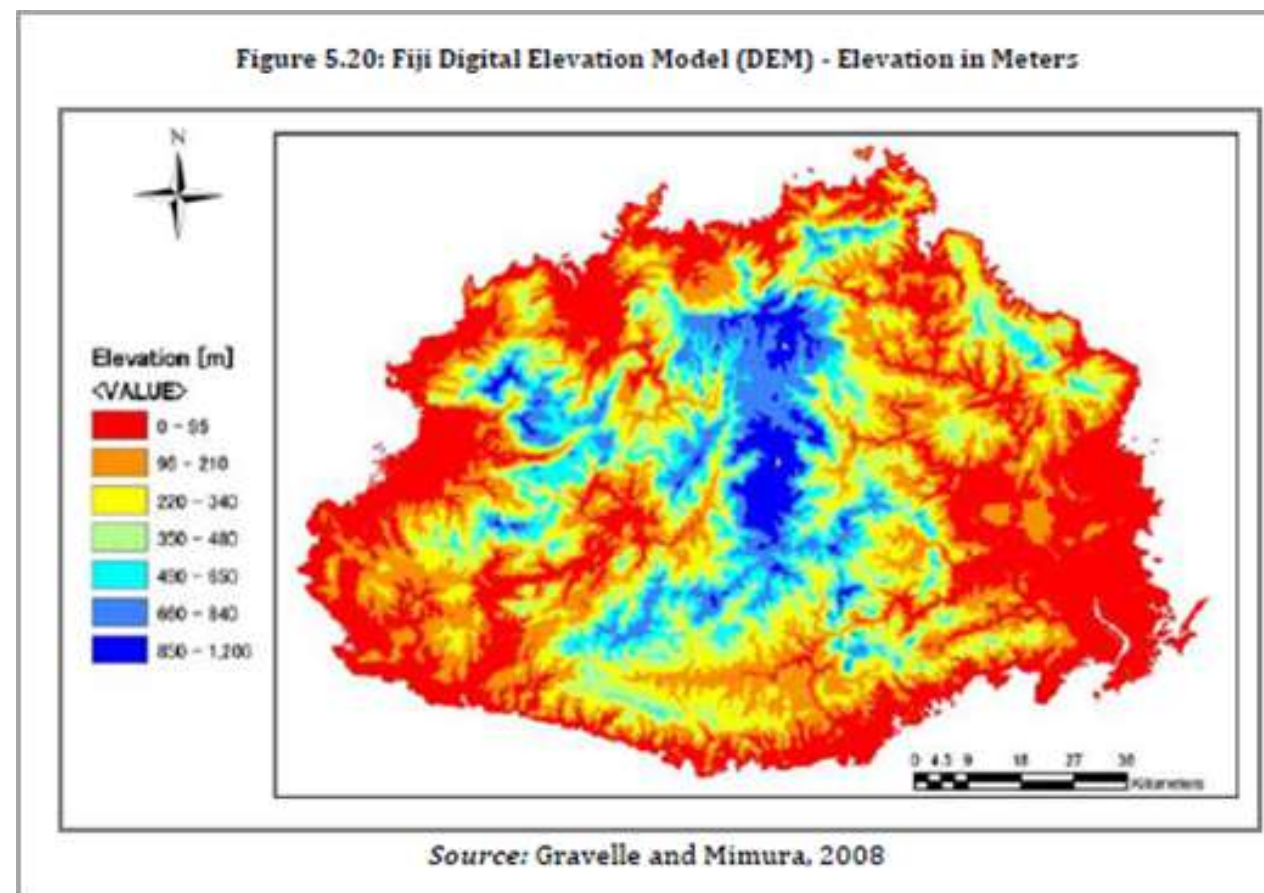 Figure 5.20: Fiji Digital Elevation Model (DEM) - Elevation in Meters
N
Elevation [m]
<VALUE>
0 - 95
96 - 210
220 - 340
350 - 480
490 - 650
660 - 840
850 - 1,200
0 4.5 9 18 27 36
Kilometers
Source: Gravelle and Mimura, 2008